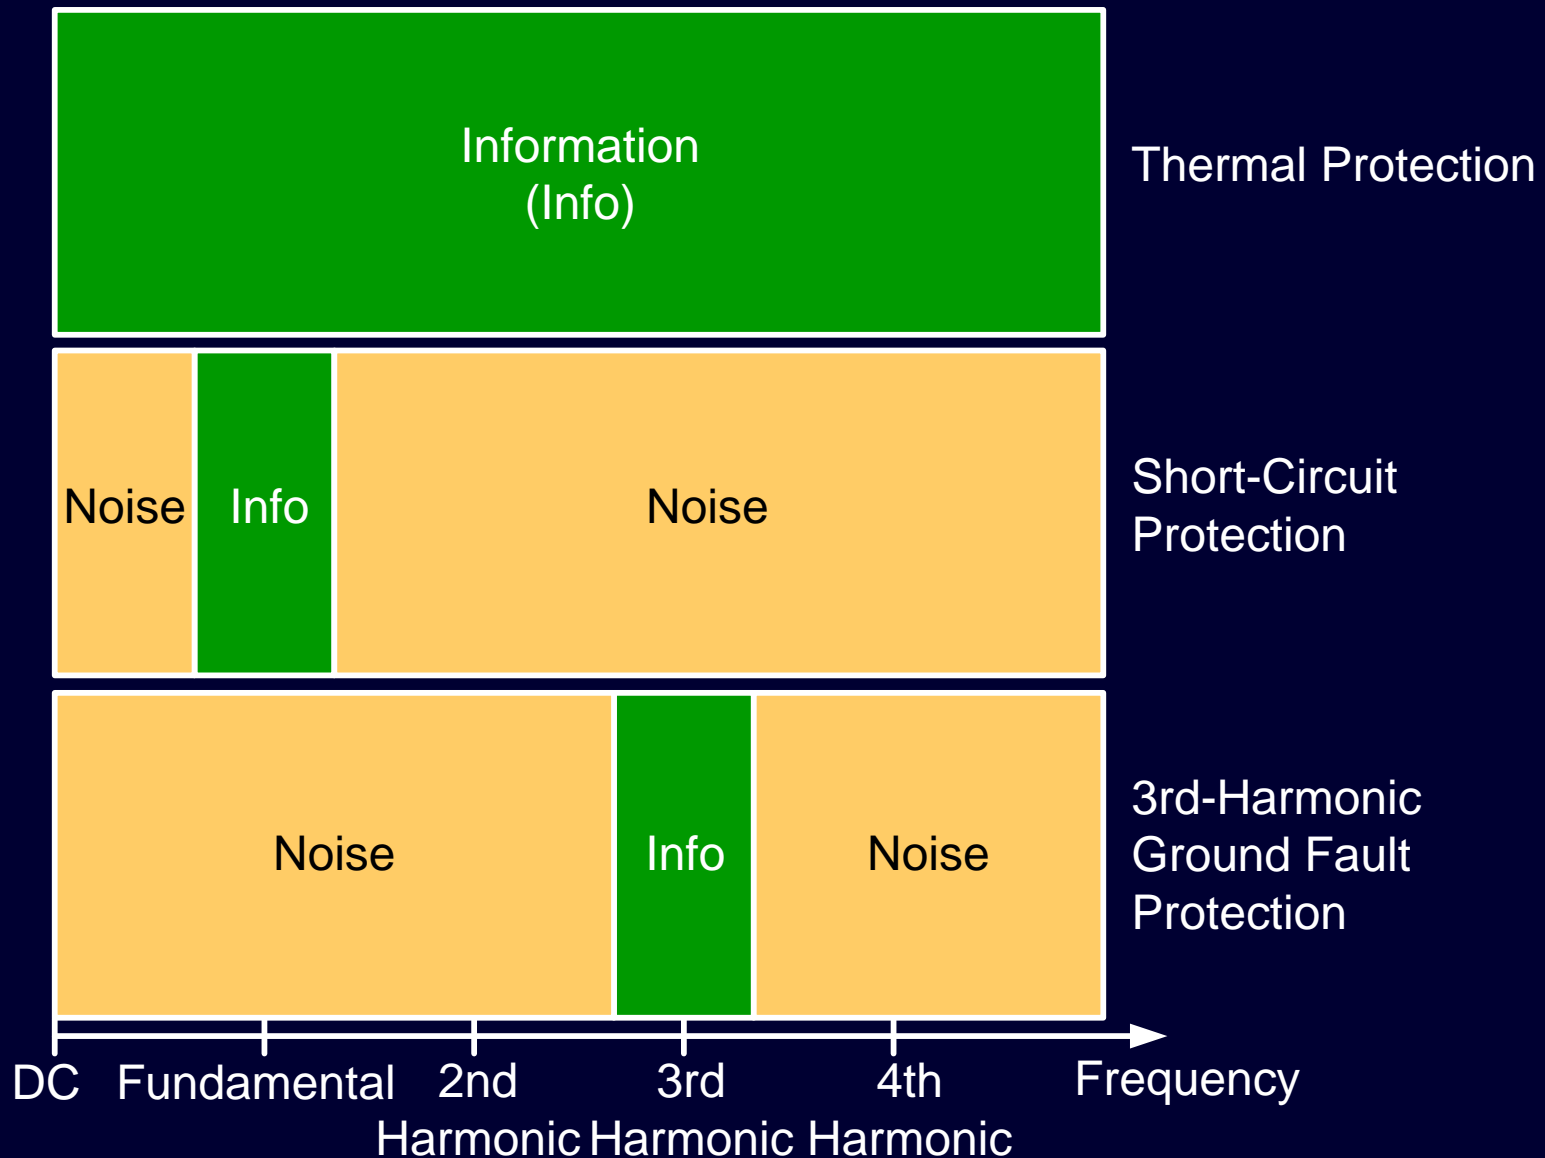 Information
(Info)
Thermal Protection
Noise
Info
Noise
Short-Circuit
Protection
Noise
Info
Noise
3rd-Harmonic
Ground Fault
Protection
DC
Fundamental
2nd
Harmonic
3rd
Harmonic
4th
Harmonic
Frequency